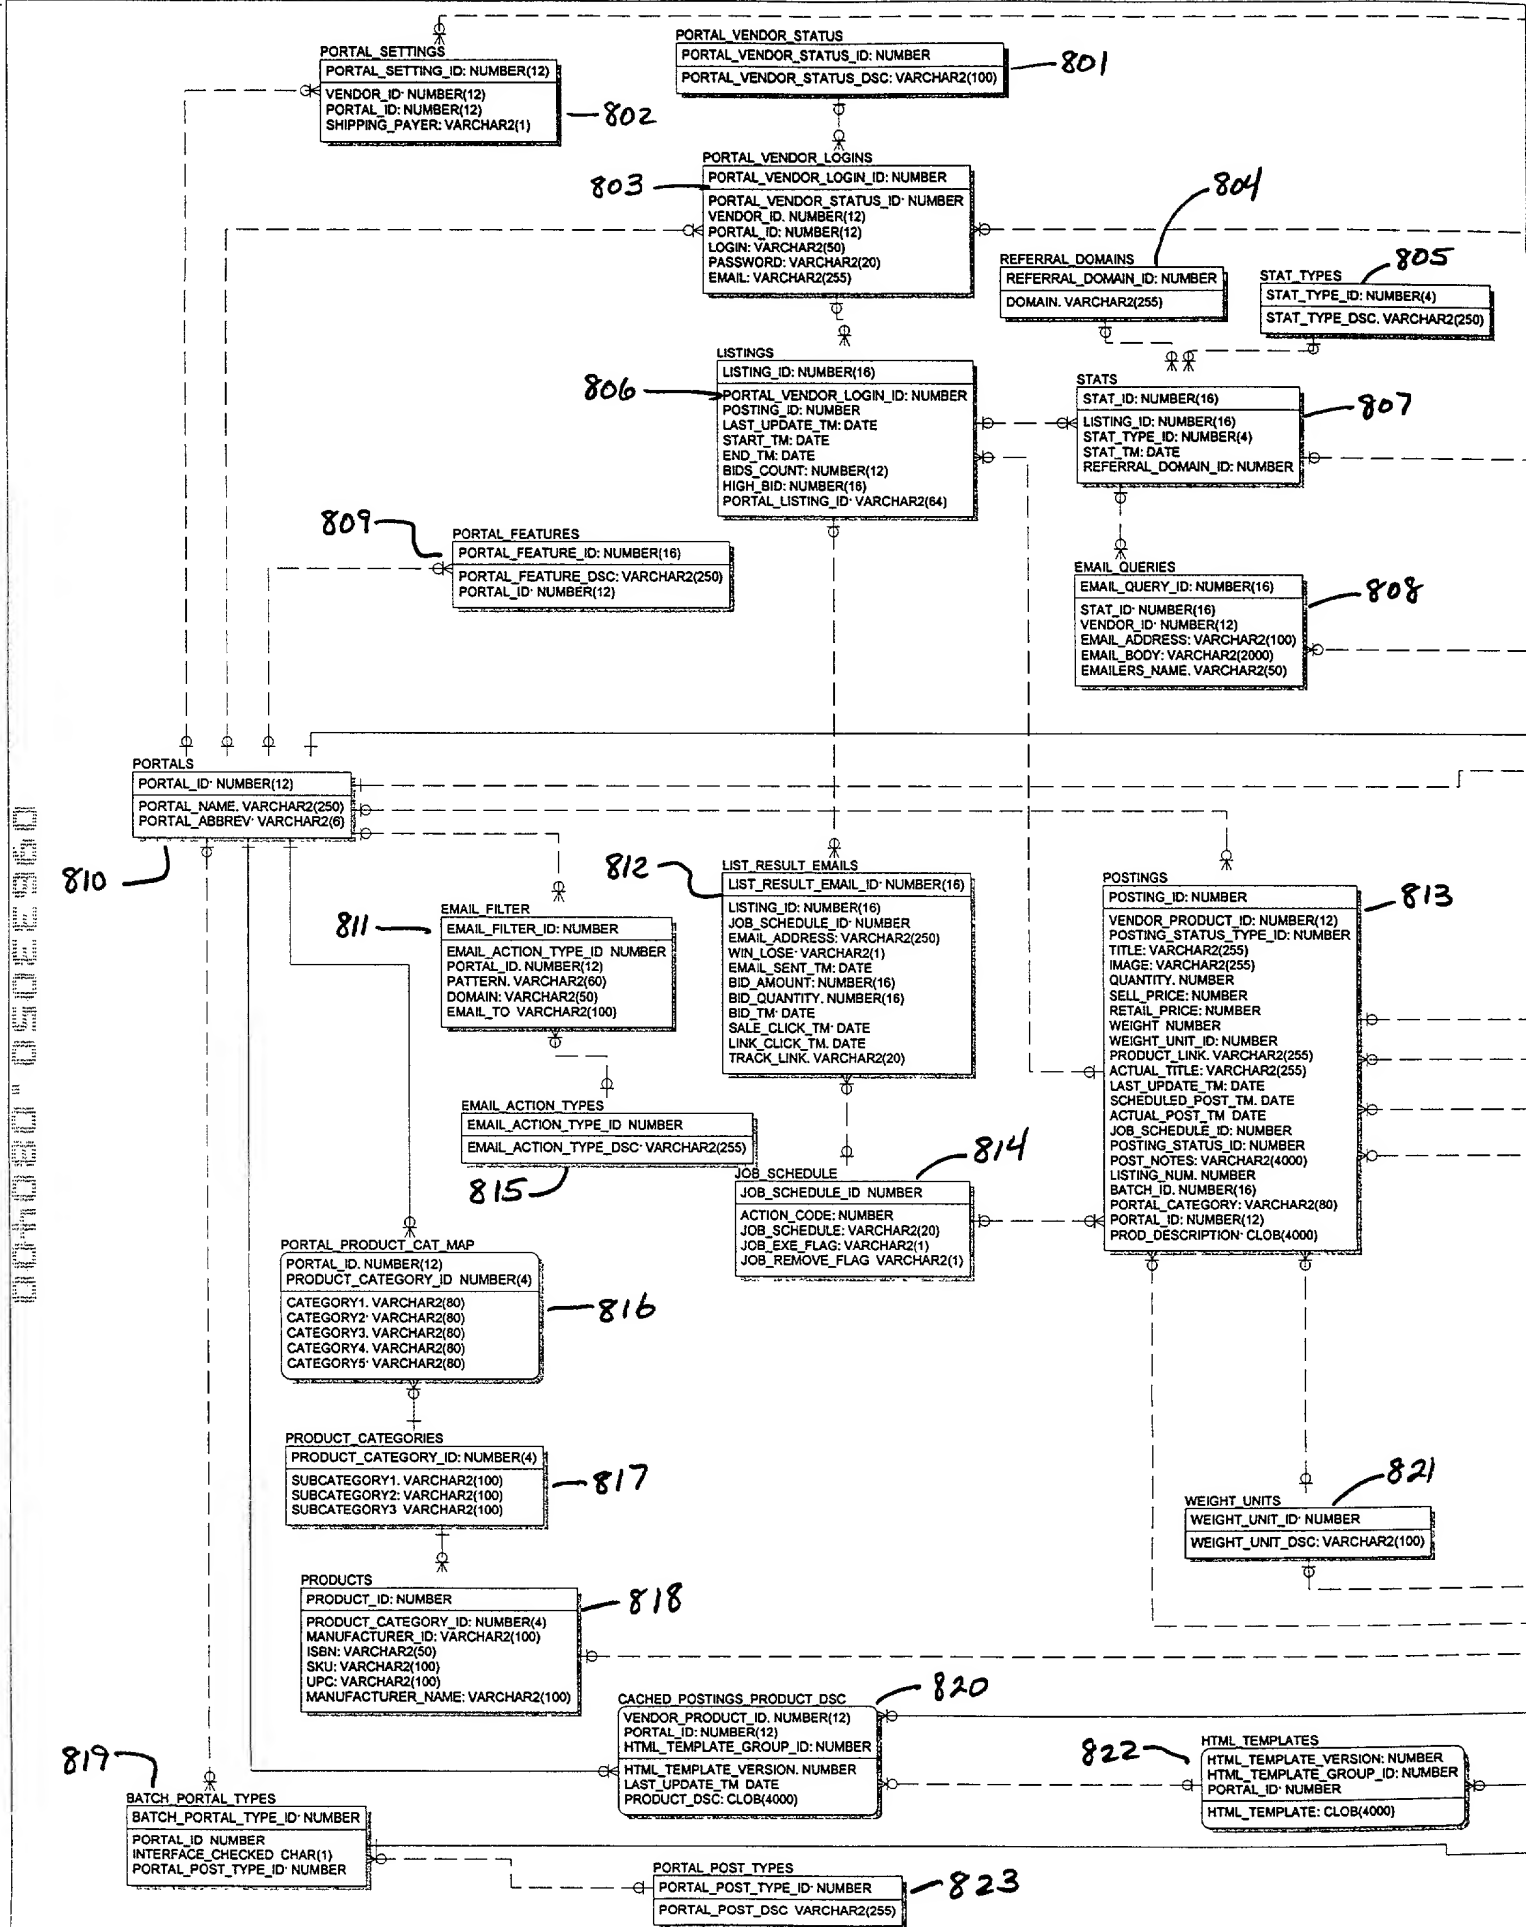 PORTAL_SETTINGS
PORTAL_SETTING_ID: NUMBER(12)
VENDOR_ID· NUMBER(12)
PORTAL_ID: NUMBER(12)
SHIPPING_PAYER: VARCHAR2(1)
802
PORTAL_VENDOR_STATUS
PORTAL_VENDOR_STATUS_ID: NUMBER
PORTAL_VENDOR_STATUS_DSC: VARCHAR2(100)
801
PORTAL_VENDOR_LOGINS
PORTAL_VENDOR_LOGIN_ID: NUMBER
PORTAL_VENDOR_STATUS_ID· NUMBER
VENDOR_ID. NUMBER(12)
PORTAL_ID: NUMBER(12)
LOGIN: VARCHAR2(50)
PASSWORD: VARCHAR2(20)
EMAIL: VARCHAR2(255)
803
804
REFERRAL_DOMAINS
REFERRAL_DOMAIN_ID: NUMBER
DOMAIN. VARCHAR2(255)
805
STAT_TYPES
STAT_TYPE_ID: NUMBER(4)
STAT_TYPE_DSC. VARCHAR2(250)
LISTINGS
LISTING_ID: NUMBER(16)
PORTAL_VENDOR_LOGIN_ID: NUMBER
POSTING_ID: NUMBER
LAST_UPDATE_TM: DATE
START_TM: DATE
END_TM: DATE
BIDS_COUNT: NUMBER(12)
HIGH_BID: NUMBER(16)
PORTAL_LISTING_ID· VARCHAR2(64)
806
STATS
STAT_ID: NUMBER(16)
LISTING_ID: NUMBER(16)
STAT_TYPE_ID: NUMBER(4)
STAT_TM: DATE
REFERRAL_DOMAIN_ID: NUMBER
807
809
PORTAL_FEATURES
PORTAL_FEATURE_ID: NUMBER(16)
PORTAL_FEATURE_DSC: VARCHAR2(250)
PORTAL_ID· NUMBER(12)
EMAIL_QUERIES
EMAIL_QUERY_ID: NUMBER(16)
STAT_ID· NUMBER(16)
VENDOR_ID· NUMBER(12)
EMAIL_ADDRESS: VARCHAR2(100)
EMAIL_BODY: VARCHAR2(2000)
EMAILERS_NAME. VARCHAR2(50)
808
PORTALS
PORTAL_ID· NUMBER(12)
PORTAL_NAME. VARCHAR2(250)
PORTAL_ABBREV· VARCHAR2(6)
810
EMAIL_FILTER
EMAIL_FILTER_ID: NUMBER
EMAIL_ACTION_TYPE_ID NUMBER
PORTAL_ID. NUMBER(12)
PATTERN. VARCHAR2(60)
DOMAIN: VARCHAR2(50)
EMAIL_TO VARCHAR2(100)
811
812
LIST_RESULT_EMAILS
LIST_RESULT_EMAIL_ID· NUMBER(16)
LISTING_ID: NUMBER(16)
JOB_SCHEDULE_ID· NUMBER
EMAIL_ADDRESS: VARCHAR2(250)
WIN_LOSE· VARCHAR2(1)
EMAIL_SENT_TM: DATE
BID_AMOUNT: NUMBER(16)
BID_QUANTITY. NUMBER(16)
BID_TM· DATE
SALE_CLICK_TM· DATE
LINK_CLICK_TM. DATE
TRACK_LINK. VARCHAR2(20)
POSTINGS
POSTING_ID: NUMBER
VENDOR_PRODUCT_ID: NUMBER(12)
POSTING_STATUS_TYPE_ID: NUMBER
TITLE: VARCHAR2(255)
IMAGE: VARCHAR2(255)
QUANTITY. NUMBER
SELL_PRICE: NUMBER
RETAIL_PRICE: NUMBER
WEIGHT NUMBER
WEIGHT_UNIT_ID: NUMBER
PRODUCT_LINK. VARCHAR2(255)
ACTUAL_TITLE: VARCHAR2(255)
LAST_UPDATE_TM: DATE
SCHEDULED_POST_TM. DATE
ACTUAL_POST_TM DATE
JOB_SCHEDULE_ID: NUMBER
POSTING_STATUS_ID: NUMBER
POST_NOTES: VARCHAR2(4000)
LISTING_NUM. NUMBER
BATCH_ID. NUMBER(16)
PORTAL_CATEGORY: VARCHAR2(80)
PORTAL_ID: NUMBER(12)
PROD_DESCRIPTION· CLOB(4000)
813
EMAIL_ACTION_TYPES
EMAIL_ACTION_TYPE_ID NUMBER
EMAIL_ACTION_TYPE_DSC· VARCHAR2(255)
815
814
JOB_SCHEDULE
JOB_SCHEDULE_ID NUMBER
ACTION_CODE: NUMBER
JOB_SCHEDULE: VARCHAR2(20)
JOB_EXE_FLAG: VARCHAR2(1)
JOB_REMOVE_FLAG VARCHAR2(1)
PORTAL_PRODUCT_CAT_MAP
PORTAL_ID. NUMBER(12)
PRODUCT_CATEGORY_ID NUMBER(4)
CATEGORY1. VARCHAR2(80)
CATEGORY2· VARCHAR2(80)
CATEGORY3. VARCHAR2(80)
CATEGORY4. VARCHAR2(80)
CATEGORY5· VARCHAR2(80)
816
PRODUCT_CATEGORIES
PRODUCT_CATEGORY_ID: NUMBER(4)
SUBCATEGORY1. VARCHAR2(100)
SUBCATEGORY2: VARCHAR2(100)
SUBCATEGORY3 VARCHAR2(100)
817
821
WEIGHT_UNITS
WEIGHT_UNIT_ID· NUMBER
WEIGHT_UNIT_DSC: VARCHAR2(100)
PRODUCTS
PRODUCT_ID: NUMBER
PRODUCT_CATEGORY_ID: NUMBER(4)
MANUFACTURER_ID: VARCHAR2(100)
ISBN: VARCHAR2(50)
SKU: VARCHAR2(100)
UPC: VARCHAR2(100)
MANUFACTURER_NAME: VARCHAR2(100)
818
CACHED_POSTINGS_PRODUCT_DSC
VENDOR_PRODUCT_ID. NUMBER(12)
PORTAL_ID: NUMBER(12)
HTML_TEMPLATE_GROUP_ID: NUMBER
HTML_TEMPLATE_VERSION. NUMBER
LAST_UPDATE_TM DATE
PRODUCT_DSC: CLOB(4000)
820
822
HTML_TEMPLATES
HTML_TEMPLATE_VERSION: NUMBER
HTML_TEMPLATE_GROUP_ID: NUMBER
PORTAL_ID· NUMBER
HTML_TEMPLATE: CLOB(4000)
819
BATCH_PORTAL_TYPES
BATCH_PORTAL_TYPE_ID· NUMBER
PORTAL_ID NUMBER
INTERFACE_CHECKED CHAR(1)
PORTAL_POST_TYPE_ID· NUMBER
PORTAL_POST_TYPES
PORTAL_POST_TYPE_ID· NUMBER
PORTAL_POST_DSC VARCHAR2(255)
823